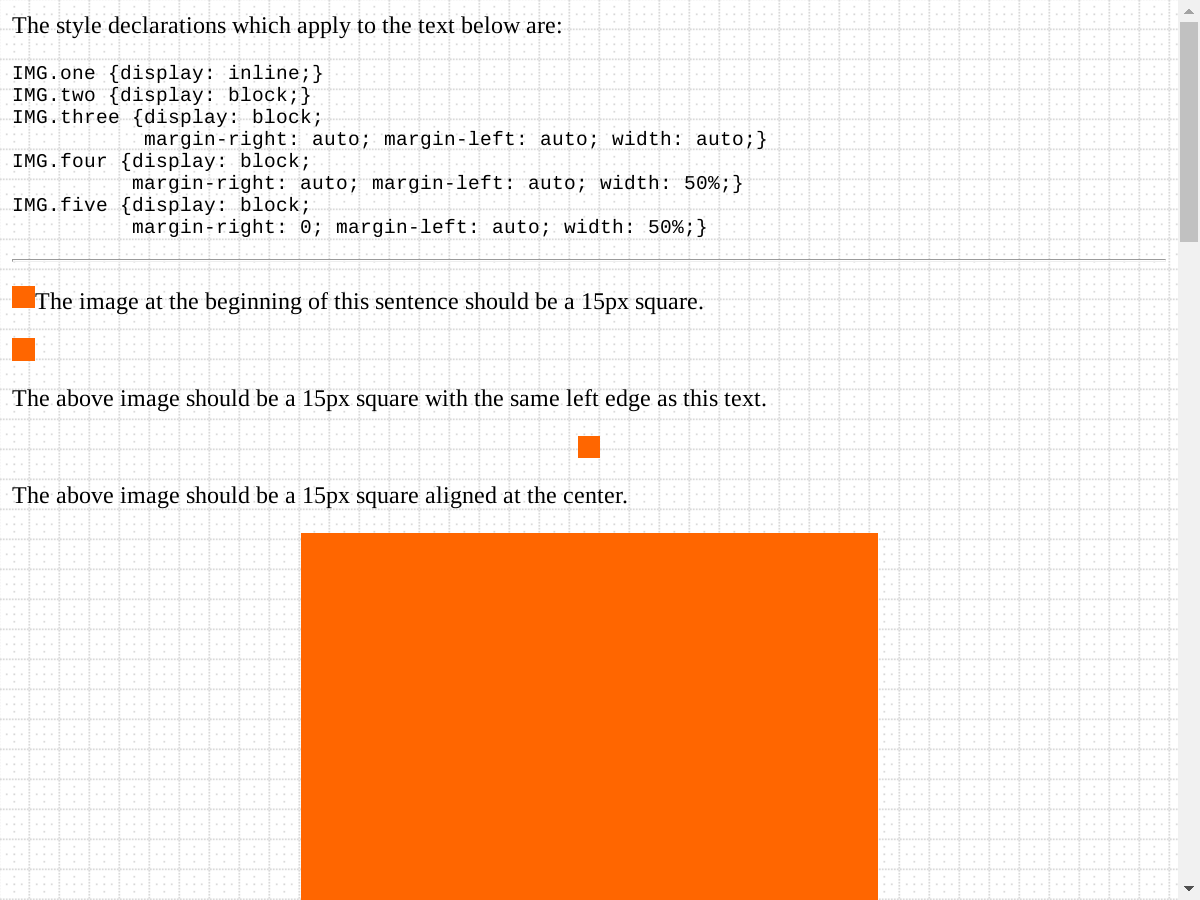 The style declarations which apply to the text below are:
IMG.one {display: inline;}
IMG.two {display: block;}
IMG.three {display: block;
margin-right: auto; margin-left: auto; width: auto;}
IMG.four {display: block;
margin-right: auto; margin-left: auto; width: 50%;}
IMG.five {display: block;
margin-right: 0; margin-left: auto; width: 50%;}
The image at the beginning of this sentence should be a 15px square.
The above image should be a 15px square with the same left edge as this text.
The above image should be a 15px square aligned at the center.